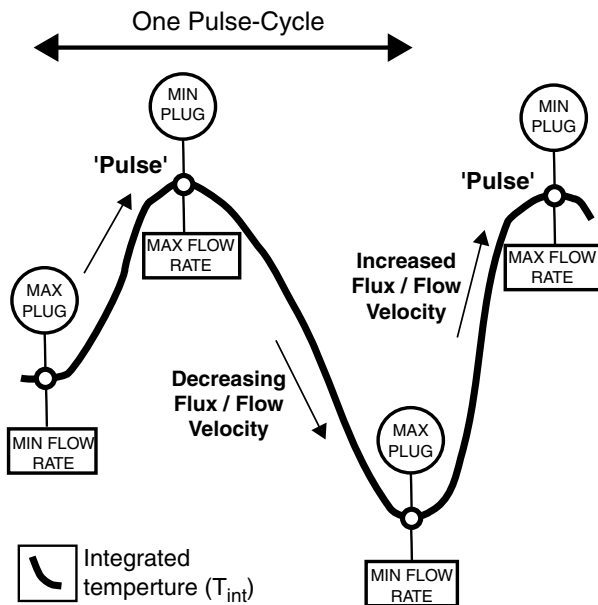 One Pulse-Cycle
MIN
PLUG
'Pulse'
MAX FLOW
RATE
MAX
PLUG
MIN FLOW
RATE
Decreasing
Flux / Flow
Velocity
MIN
PLUG
'Pulse'
MAX FLOW
RATE
Increased
Flux / Flow
Velocity
MAX
PLUG
MIN FLOW
RATE
Integrated
temperture (T_int)